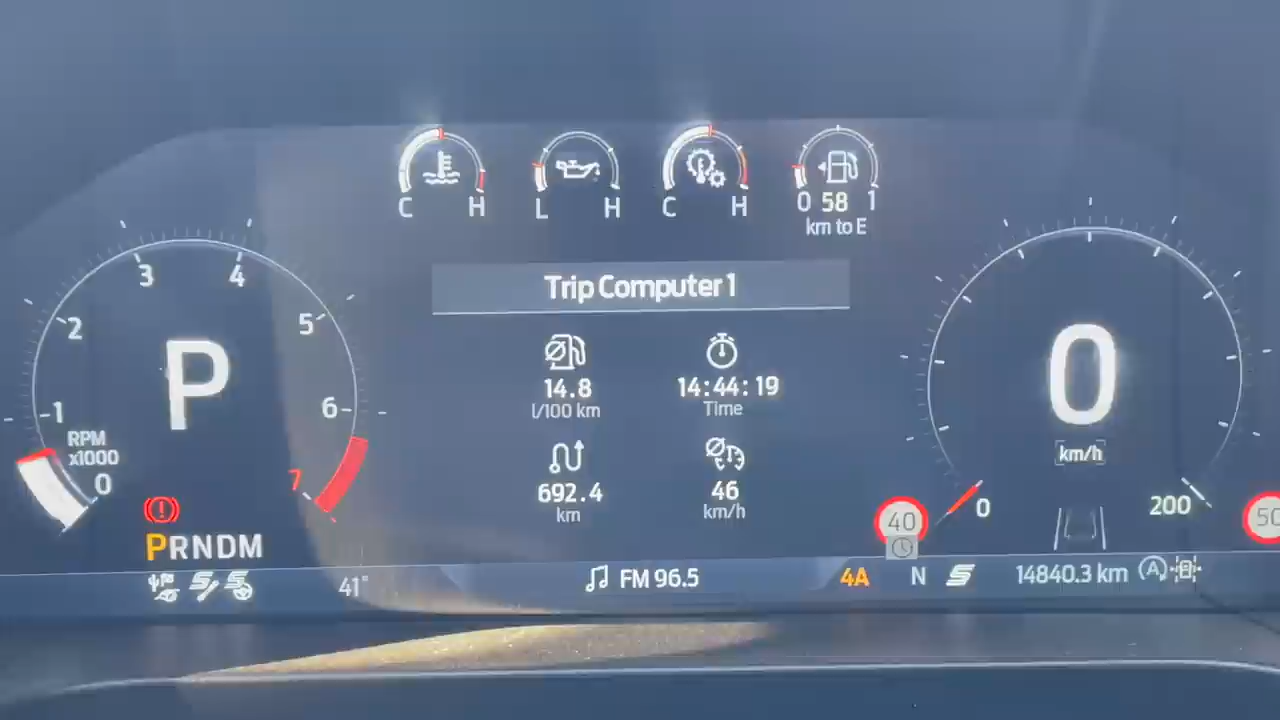 C H
L H
C H
0 58 1
km to E
Trip Computer 1
14.8
l/100 km
14:44:19
Time
692.4
km
46
km/h
1
2
3
4
5
6
7
0
RPM
x1000
P
PRNDM
41°
FM 96.5
4A
N
S
14840.3 km
A
0
km/h
0
200
40
50